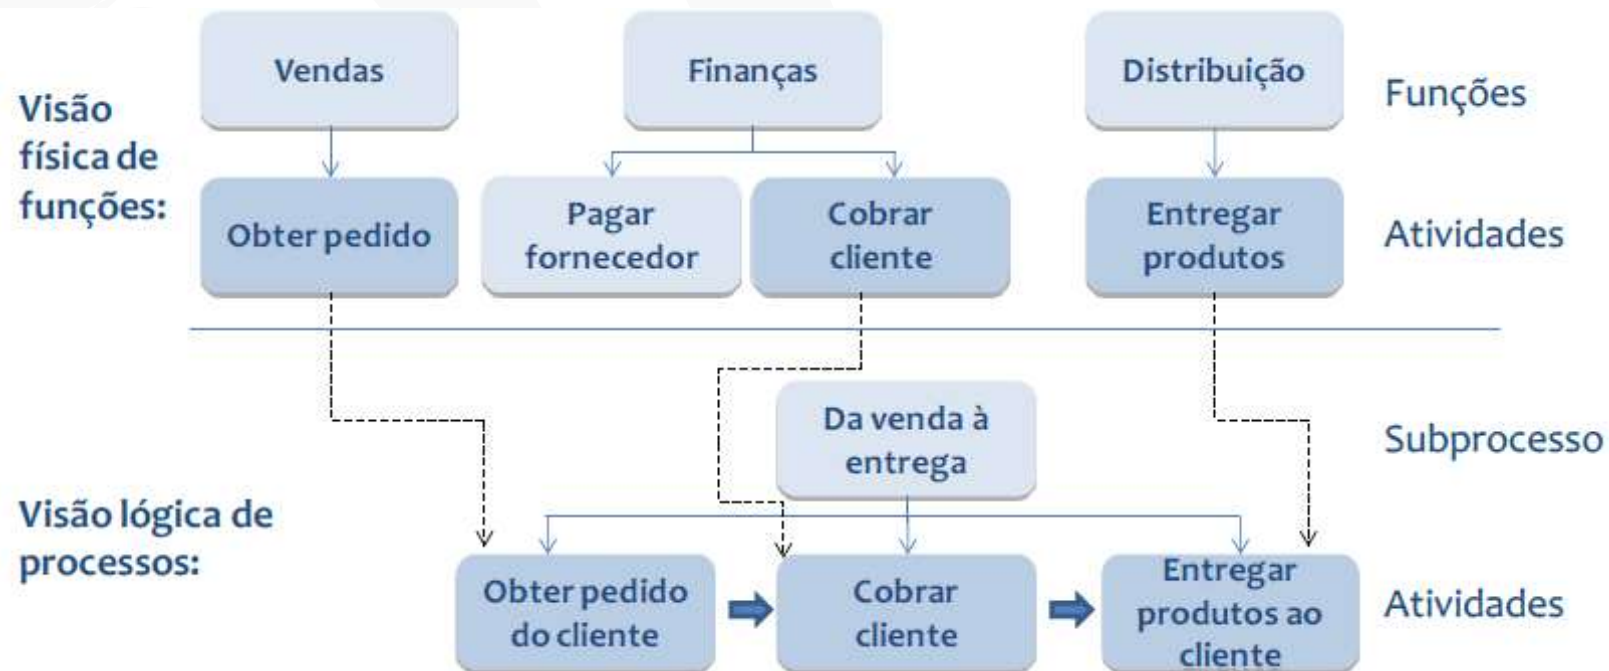 Vendas
Finanças
Distribuição
Funções
Visão
física de
funções:
Obter pedido
Pagar
fornecedor
Cobrar
cliente
Entregar
produtos
Atividades
Da venda à
entrega
Subprocesso
Visão lógica de
processos:
Obter pedido
do cliente
Cobrar
cliente
Entregar
produtos ao
cliente
Atividades